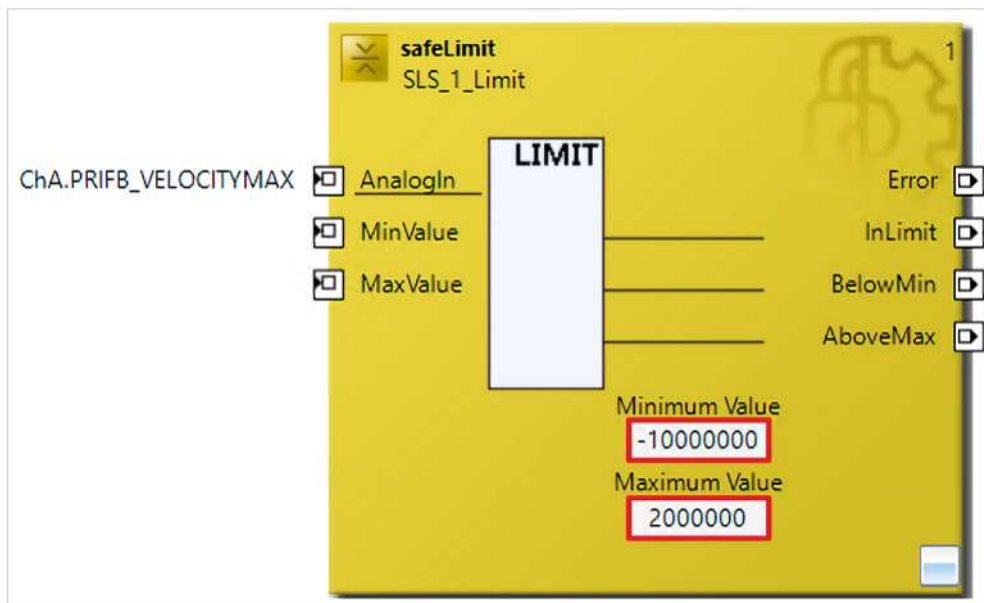 safeLimit
1
SLS_1_Limit
LIMIT
ChA.PRIFB_VELOCITYMAX
AnalogIn
Error
MinValue
InLimit
MaxValue
BelowMin
AboveMax
Minimum Value
-10000000
Maximum Value
2000000